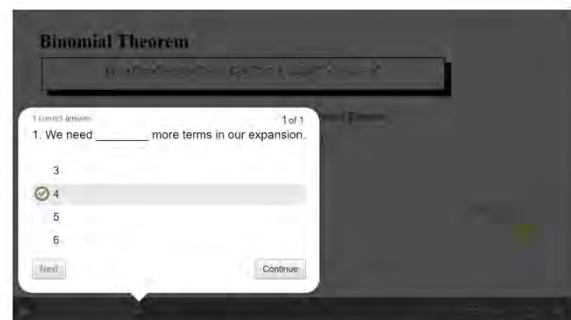 Binomial Theorem
1 correct answer
1 of 1
1. We need ________ more terms in our expansion.
3
4
5
6
Next
Continue